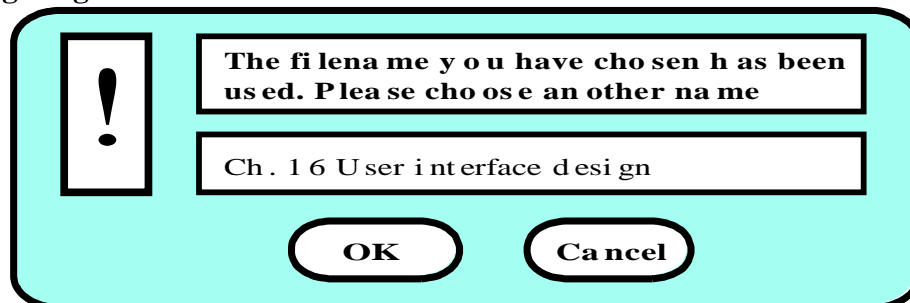 !
The filename you have chosen has been
used. Please choose another name
Ch. 16 User interface design
OK
Cancel